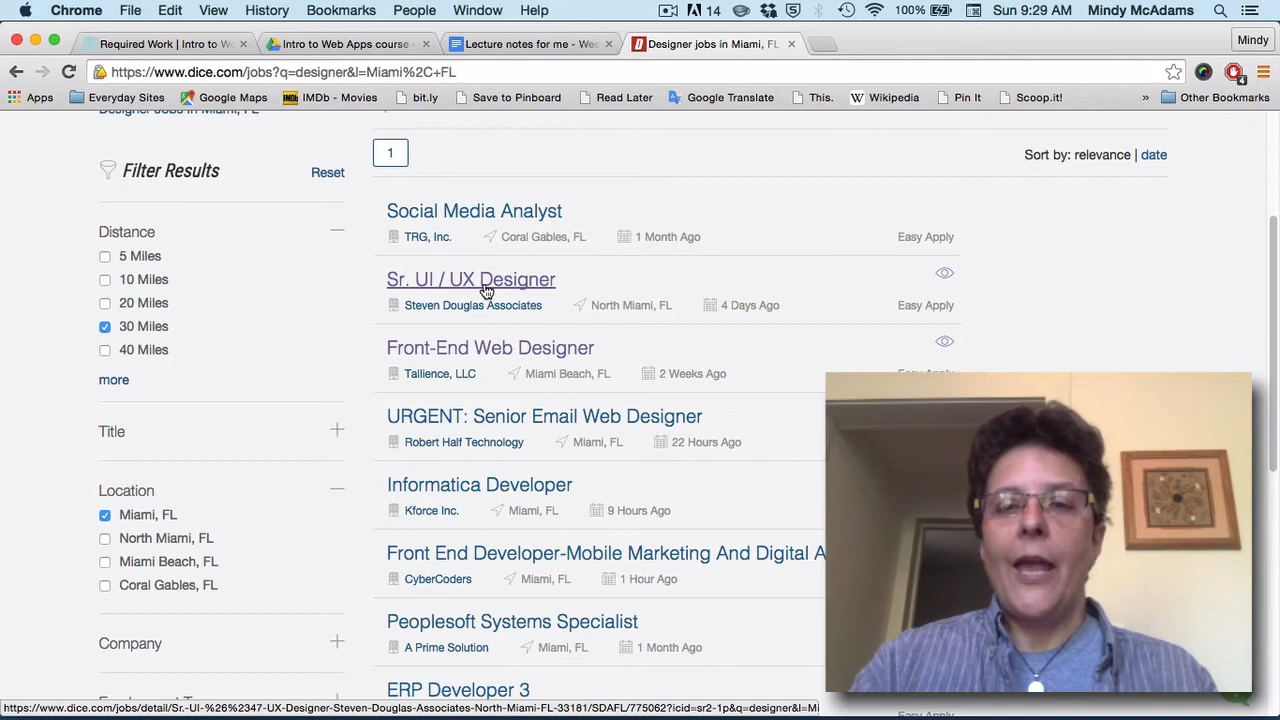 Chrome File Edit View History Bookmarks People Window Help 14 100% Sun 9:29 AM Mindy McAdams
Required Work | Intro to We Intro to Web Apps course - Lecture notes for me - Wee Designer jobs in Miami, FL Mindy
https://www.dice.com/jobs?q=designer&l=Miami%2C+FL 4
Apps Everyday Sites Google Maps IMDb - Movies bit.ly Save to Pinboard Read Later Google Translate This. Wikipedia Pin It Scoop.it! » Other Bookmarks
Designer Jobs in Miami, FL
Filter Results Reset
Distance
5 Miles
10 Miles
20 Miles
30 Miles
40 Miles
more
Title
Location
Miami, FL
North Miami, FL
Miami Beach, FL
Coral Gables, FL
Company
1 Sort by: relevance | date
Social Media Analyst
TRG, Inc. Coral Gables, FL 1 Month Ago Easy Apply
Sr. UI / UX Designer
Steven Douglas Associates North Miami, FL 4 Days Ago Easy Apply
Front-End Web Designer
Tallience, LLC Miami Beach, FL 2 Weeks Ago
URGENT: Senior Email Web Designer
Robert Half Technology Miami, FL 22 Hours Ago
Informatica Developer
Kforce Inc. Miami, FL 9 Hours Ago
Front End Developer-Mobile Marketing And Digital A
CyberCoders Miami, FL 1 Hour Ago
Peoplesoft Systems Specialist
A Prime Solution Miami, FL 1 Month Ago
ERP Developer 3
https://www.dice.com/jobs/detail/Sr.-UI-%26%2347-UX-Designer-Steven-Douglas-Associates-North-Miami-FL-33181/SDAFL/775062?icid=sr2-1p&q=designer&l=Mi